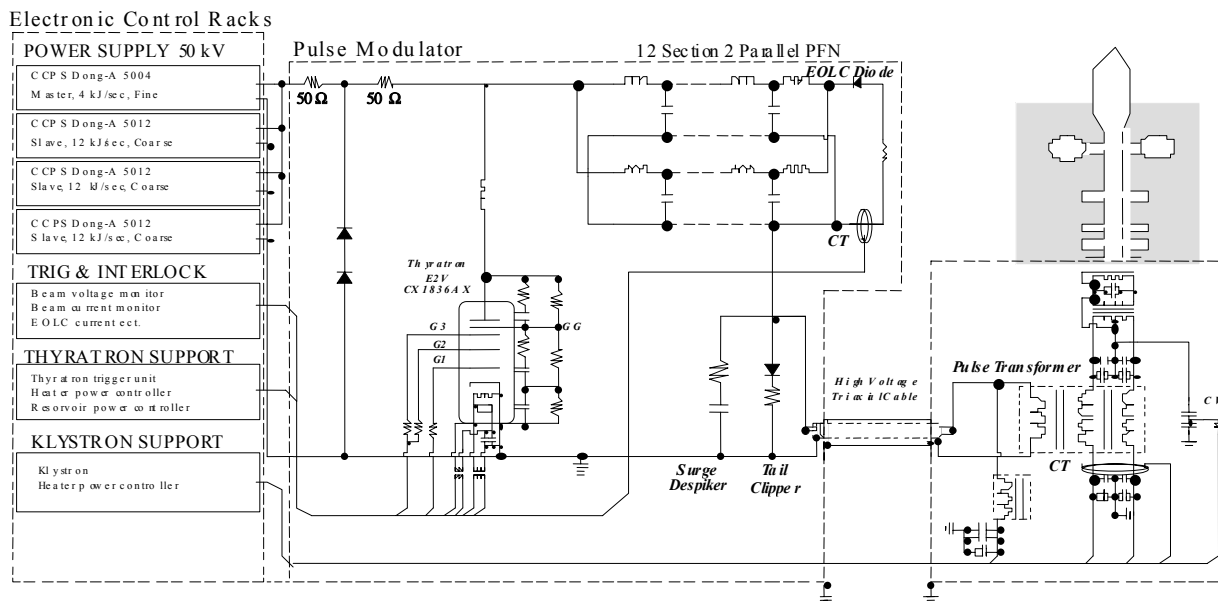 Electronic Control Racks
POWER SUPPLY 50 kV
CCPS Dong-A 5004
Master, 4 kJ/sec, Fine
CCPS Dong-A 5012
Slave, 12 kJ/sec, Coarse
CCPS Dong-A 5012
Slave, 12 kJ/sec, Coarse
CCPS Dong-A 5012
Slave, 12 kJ/sec, Coarse
TRIG & INTERLOCK
Beam voltage monitor
Beam current monitor
EOLC current ect.
THYRATRON SUPPORT
Thyratron trigger unit
Heater power controller
Resorvoir power controller
KLYSTRON SUPPORT
Klystron
Heater power controller
Pulse Modulator
12 Section 2 Parallel PFN
EOLC Diode
50 Ω
50 Ω
CT
Thyratron
E2V
CX1836AX
G3
G2
G1
GG
Surge
Despiker
Tail
Clipper
High Voltage
Triaxial Cable
Pulse Transformer
CT